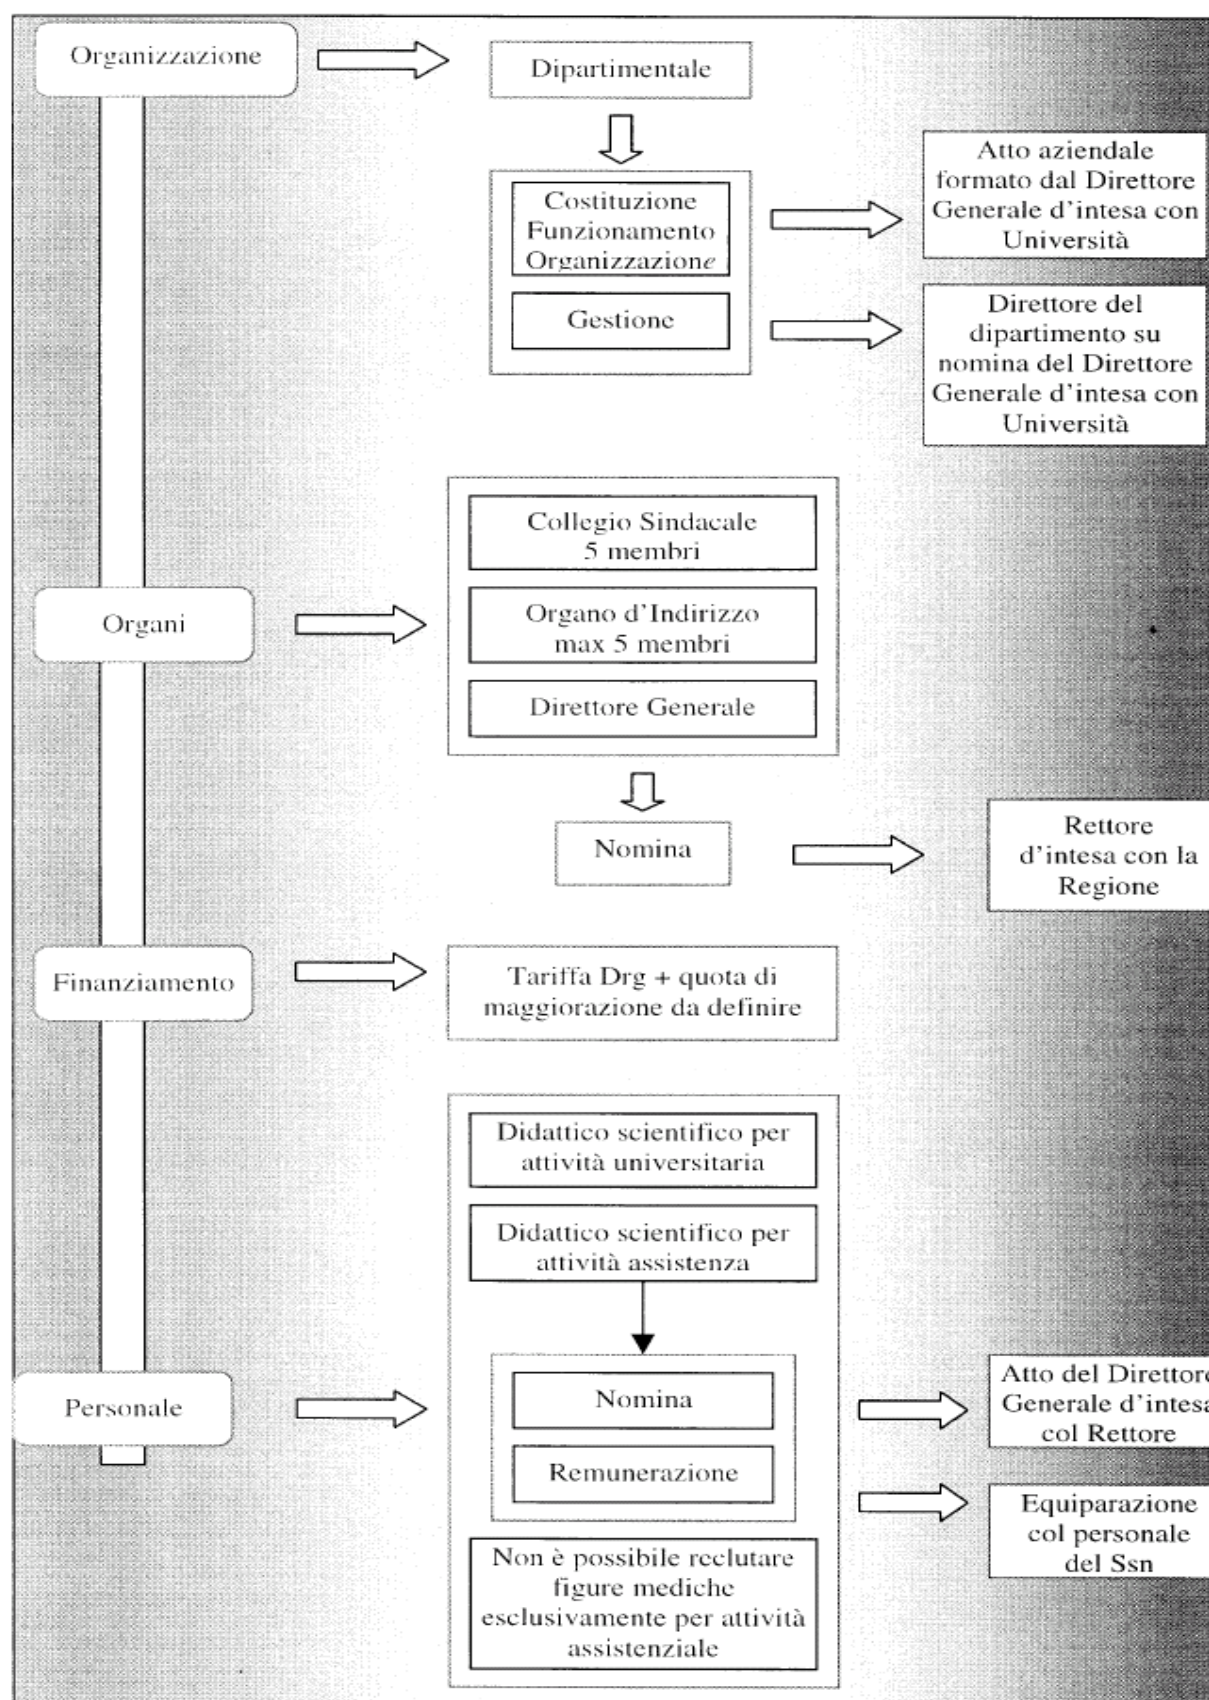 Organizzazione
Dipartimentale
Costituzione
Funzionamento
Organizzazione
Atto aziendale
formato dal Direttore
Generale d'intesa con
Università
Gestione
Direttore del
dipartimento su
nomina del Direttore
Generale d'intesa con
Università
Organi
Collegio Sindacale
5 membri
Organo d'Indirizzo
max 5 membri
Direttore Generale
Nomina
Rettore
d'intesa con la
Regione
Finanziamento
Tariffa Drg + quota di
maggiorazione da definire
Personale
Didattico scientifico per
attività universitaria
Didattico scientifico per
attività assistenza
Nomina
Atto del Direttore
Generale d'intesa
col Rettore
Remunerazione
Equiparazione
col personale
del Ssn
Non è possibile reclutare
figure mediche
esclusivamente per attività
assistenziale